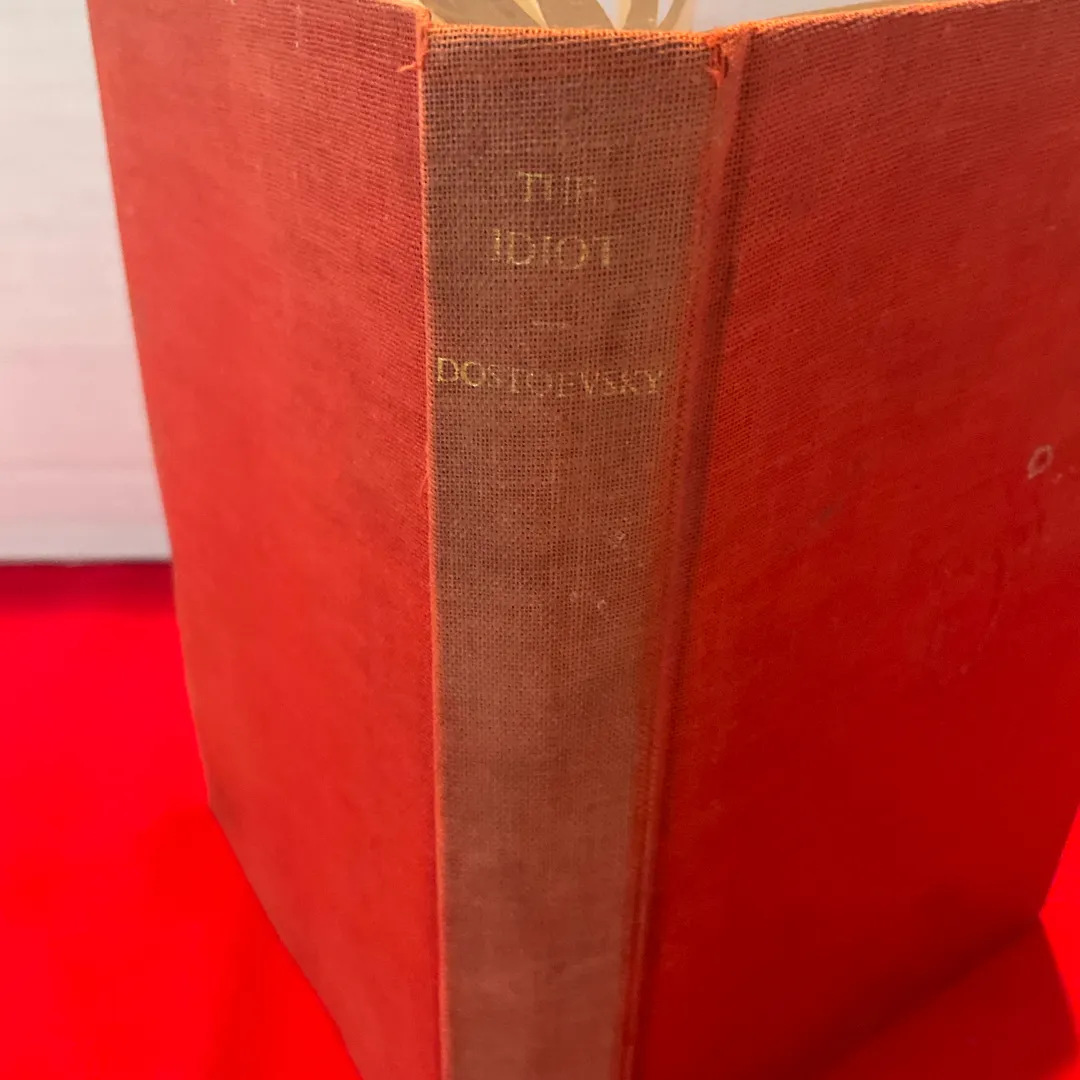 THE
IDIOT
—
DOSTOEVSKY